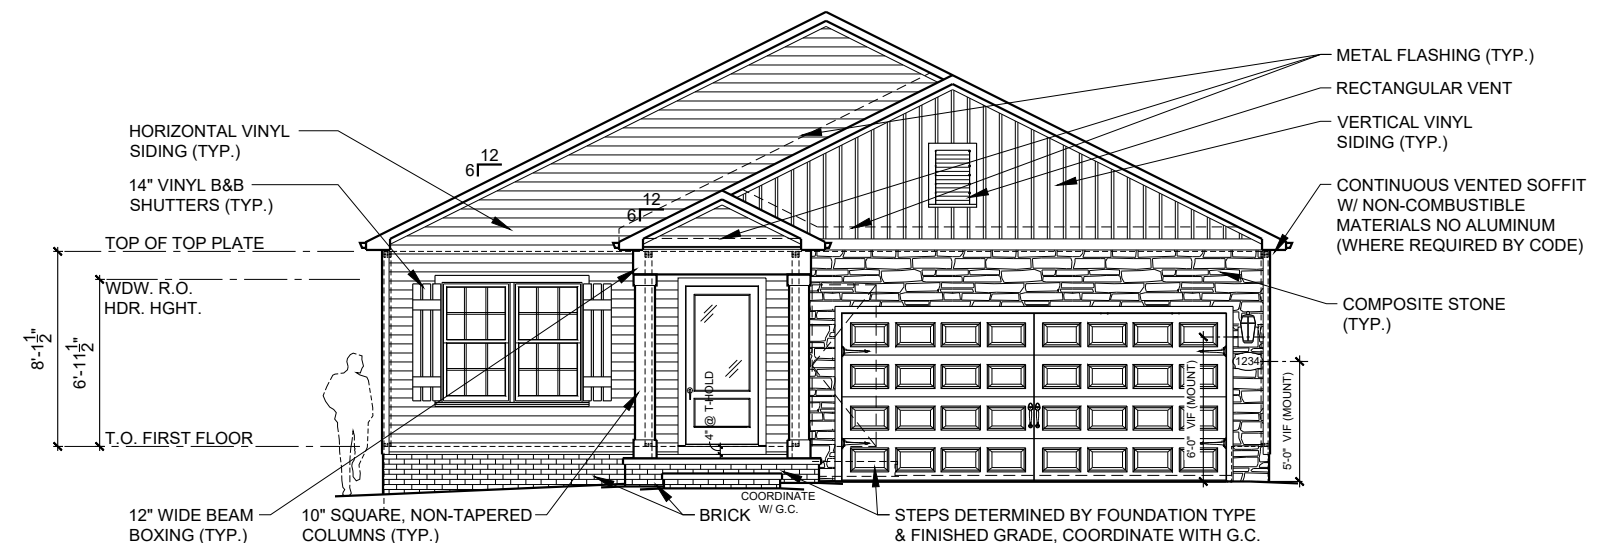 METAL FLASHING (TYP.)
RECTANGULAR VENT
VERTICAL VINYL
SIDING (TYP.)
CONTINUOUS VENTED SOFFIT
W/ NON-COMBUSTIBLE
MATERIALS NO ALUMINUM
(WHERE REQUIRED BY CODE)
COMPOSITE STONE
(TYP.)
HORIZONTAL VINYL
SIDING (TYP.)
14" VINYL B&B
SHUTTERS (TYP.)
12
6
12
6
TOP OF TOP PLATE
WDW. R.O.
HDR. HGHT.
8'-1 1/2"
6'-11 1/2"
T.O. FIRST FLOOR
4" @ T-HOLD
1234
6'-0" VIF (MOUNT)
5'-0" VIF (MOUNT)
12" WIDE BEAM
BOXING (TYP.)
10" SQUARE, NON-TAPERED
COLUMNS (TYP.)
BRICK
COORDINATE
W/ G.C.
STEPS DETERMINED BY FOUNDATION TYPE
& FINISHED GRADE, COORDINATE WITH G.C.